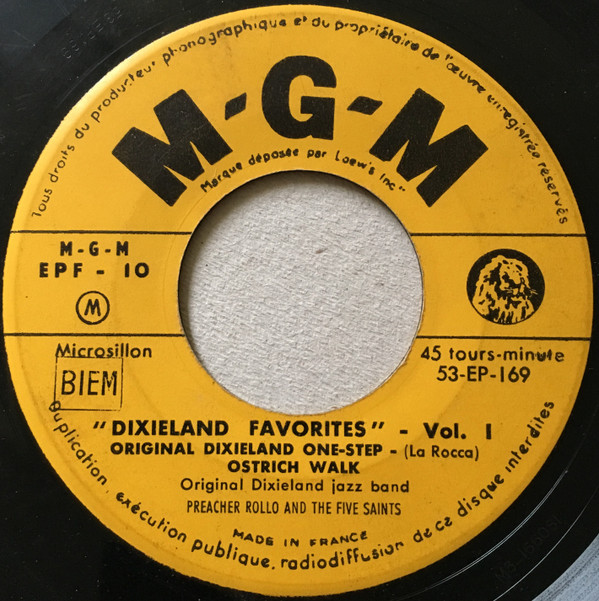 Tous droits du producteur phonographique et du propriétaire de l'œuvre enregistrée réservés
M-G-M
Marque déposée par Loew's Inc"
M-G-M
EPF - 10
M
Microsillon
BIEM
45 tours-minute
53-EP-169
"DIXIELAND FAVORITES" - Vol. I
ORIGINAL DIXIELAND ONE-STEP - (La Rocca)
OSTRICH WALK
Original Dixieland jazz band
PREACHER ROLLO AND THE FIVE SAINTS
MADE IN FRANCE
Duplication, exécution publique, radiodiffusion de ce disque interdites